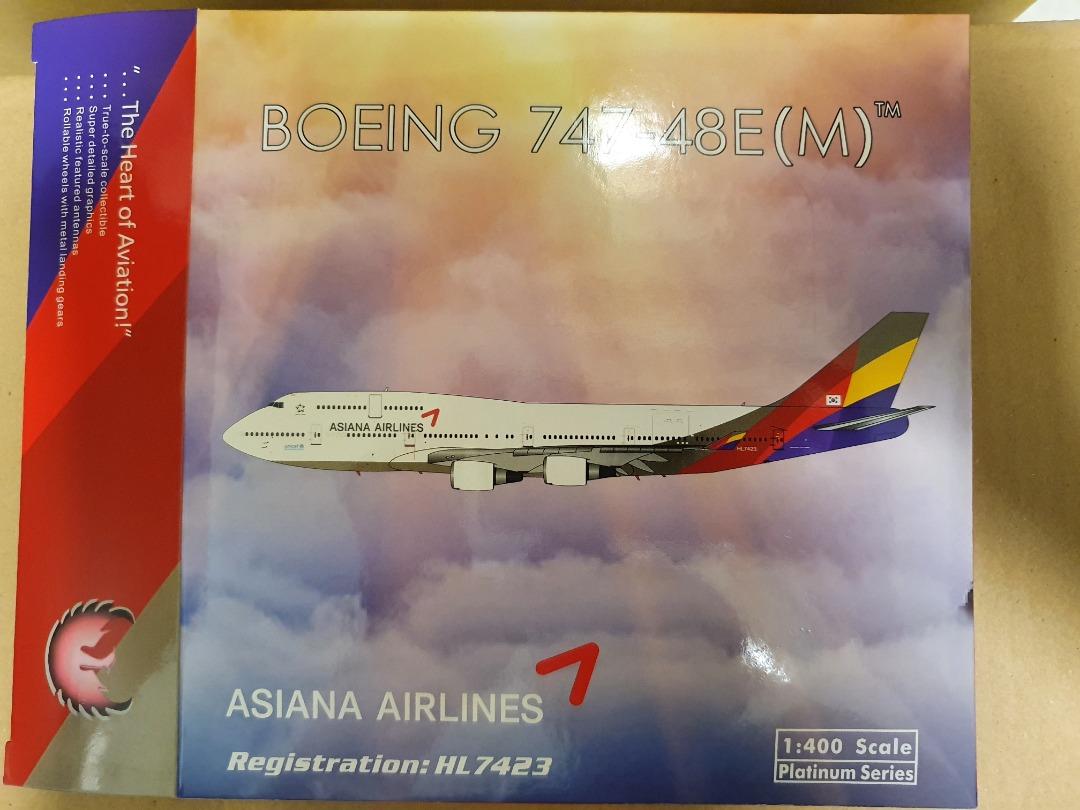 "...The Heart of Aviation!"
• • • True-to-scale collectible
• • • Super detailed graphics
• • • Realistic featured antennas
• • • Rollable wheels with metal landing gears
BOEING 747-48E(M)™
ASIANA AIRLINES
unicef
HL7423
ASIANA AIRLINES
Registration: HL7423
1:400 Scale
Platinum Series